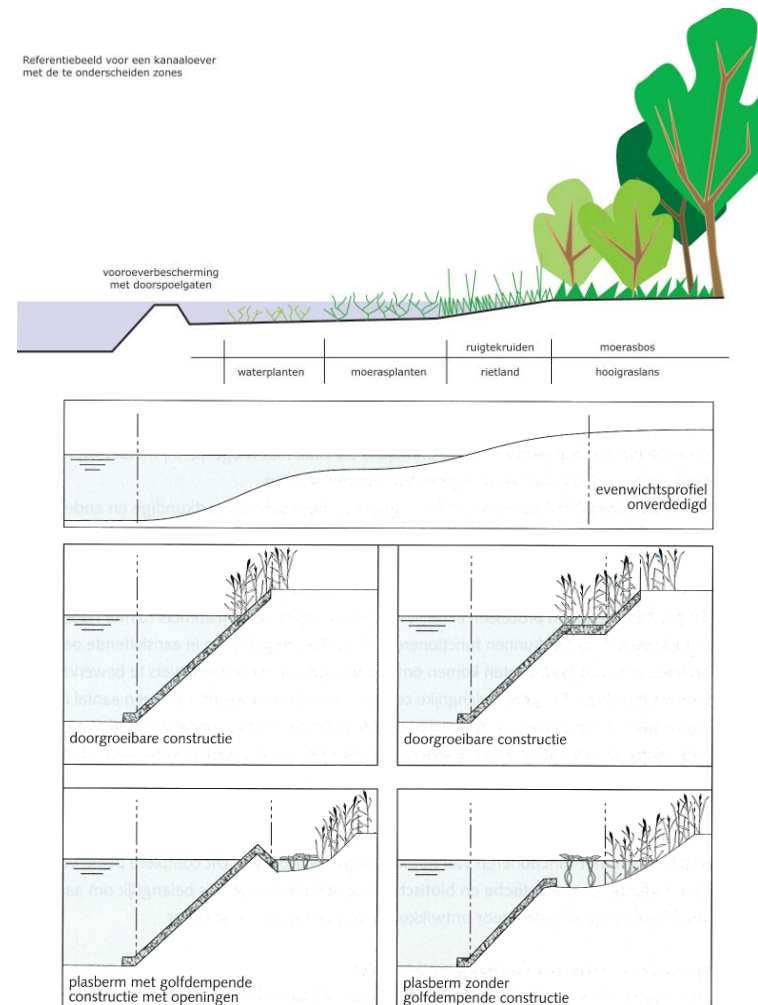 Referentiebeeld voor een kanaaloever
met de te onderscheiden zones
vooroeverbescherming
met doorspoelgaten
ruigtekruiden
moerasbos
waterplanten
moerasplanten
rietland
hooigraslans
evenwichtsprofiel
onverdedigd
doorgroeibare constructie
doorgroeibare constructie
plasberm met golfdempende
constructie met openingen
plasberm zonder
golfdempende constructie